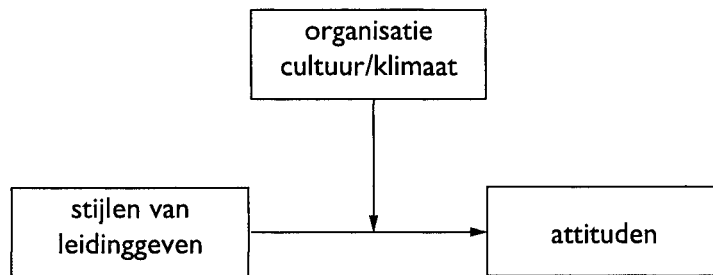 organisatie
cultuur/klimaat
stijlen van
leidinggeven
attituden